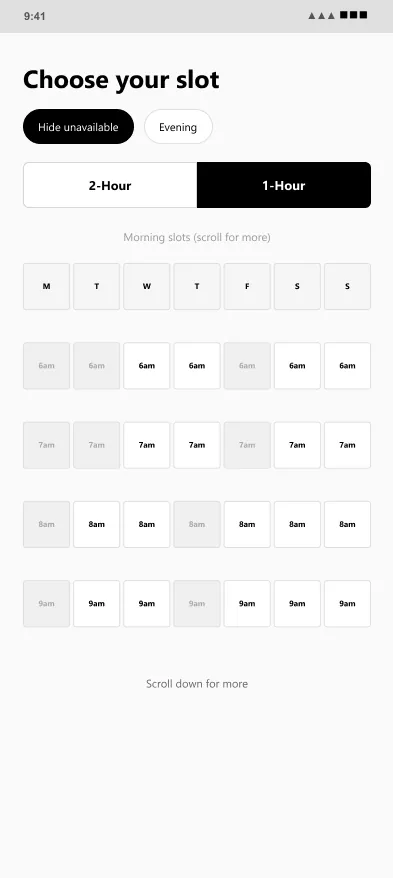 9:41
Choose your slot
Hide unavailable Evening
2-Hour 1-Hour
Morning slots (scroll for more)
M T W T F S S
6am 6am 6am 6am 6am 6am 6am
7am 7am 7am 7am 7am 7am 7am
8am 8am 8am 8am 8am 8am 8am
9am 9am 9am 9am 9am 9am 9am
Scroll down for more